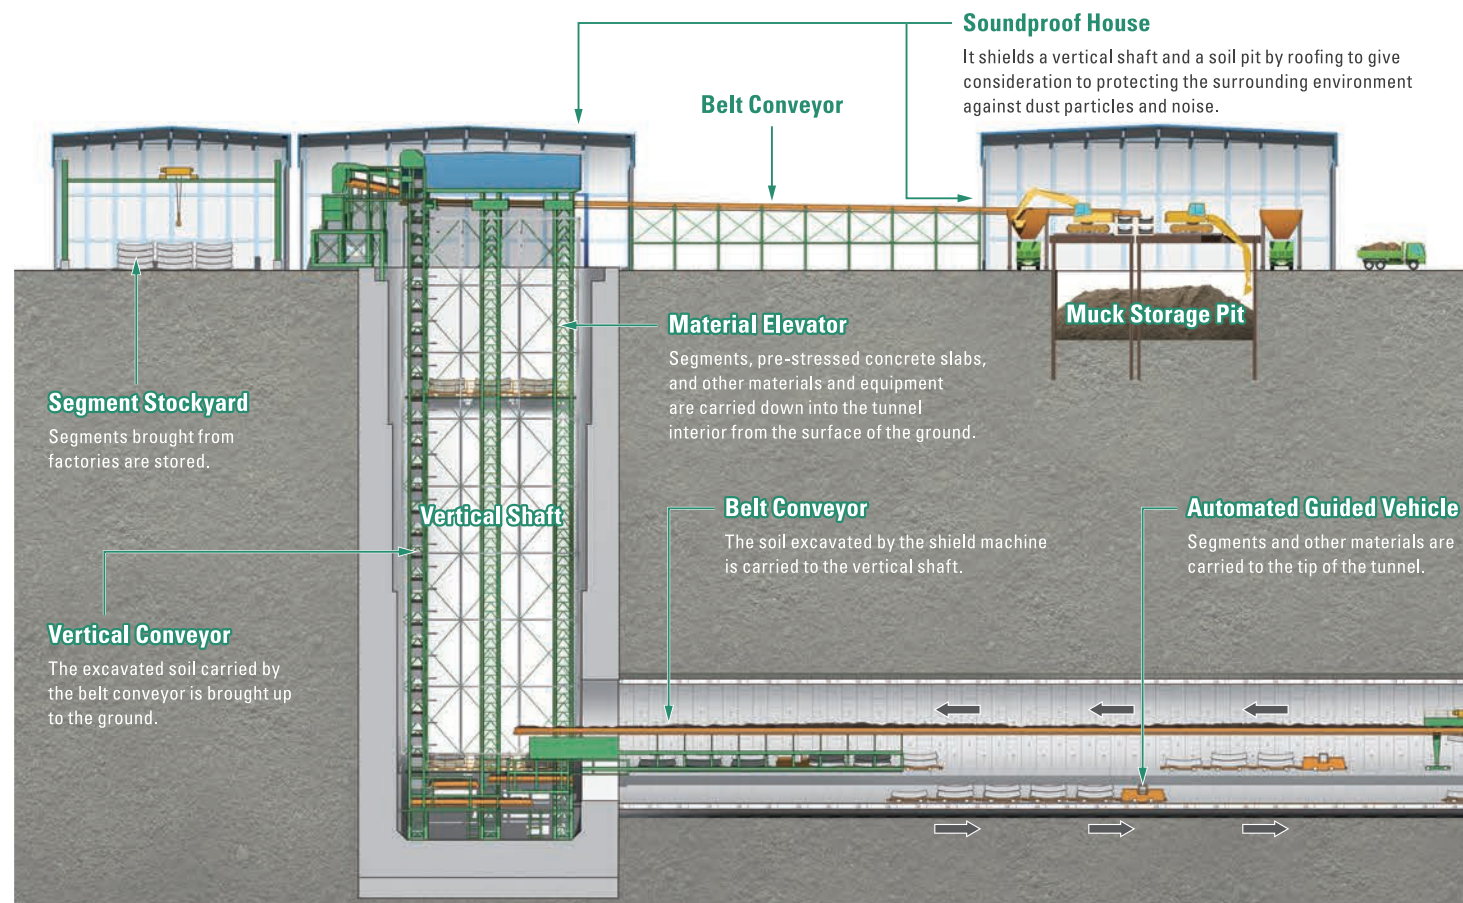 Soundproof House
It shields a vertical shaft and a soil pit by roofing to give
consideration to protecting the surrounding environment
against dust particles and noise.
Belt Conveyor
Muck Storage Pit
Material Elevator
Segments, pre-stressed concrete slabs,
and other materials and equipment
are carried down into the tunnel
interior from the surface of the ground.
Segment Stockyard
Segments brought from
factories are stored.
Vertical Shaft
Belt Conveyor
The soil excavated by the shield machine
is carried to the vertical shaft.
Automated Guided Vehicle
Segments and other materials are
carried to the tip of the tunnel.
Vertical Conveyor
The excavated soil carried by
the belt conveyor is brought up
to the ground.